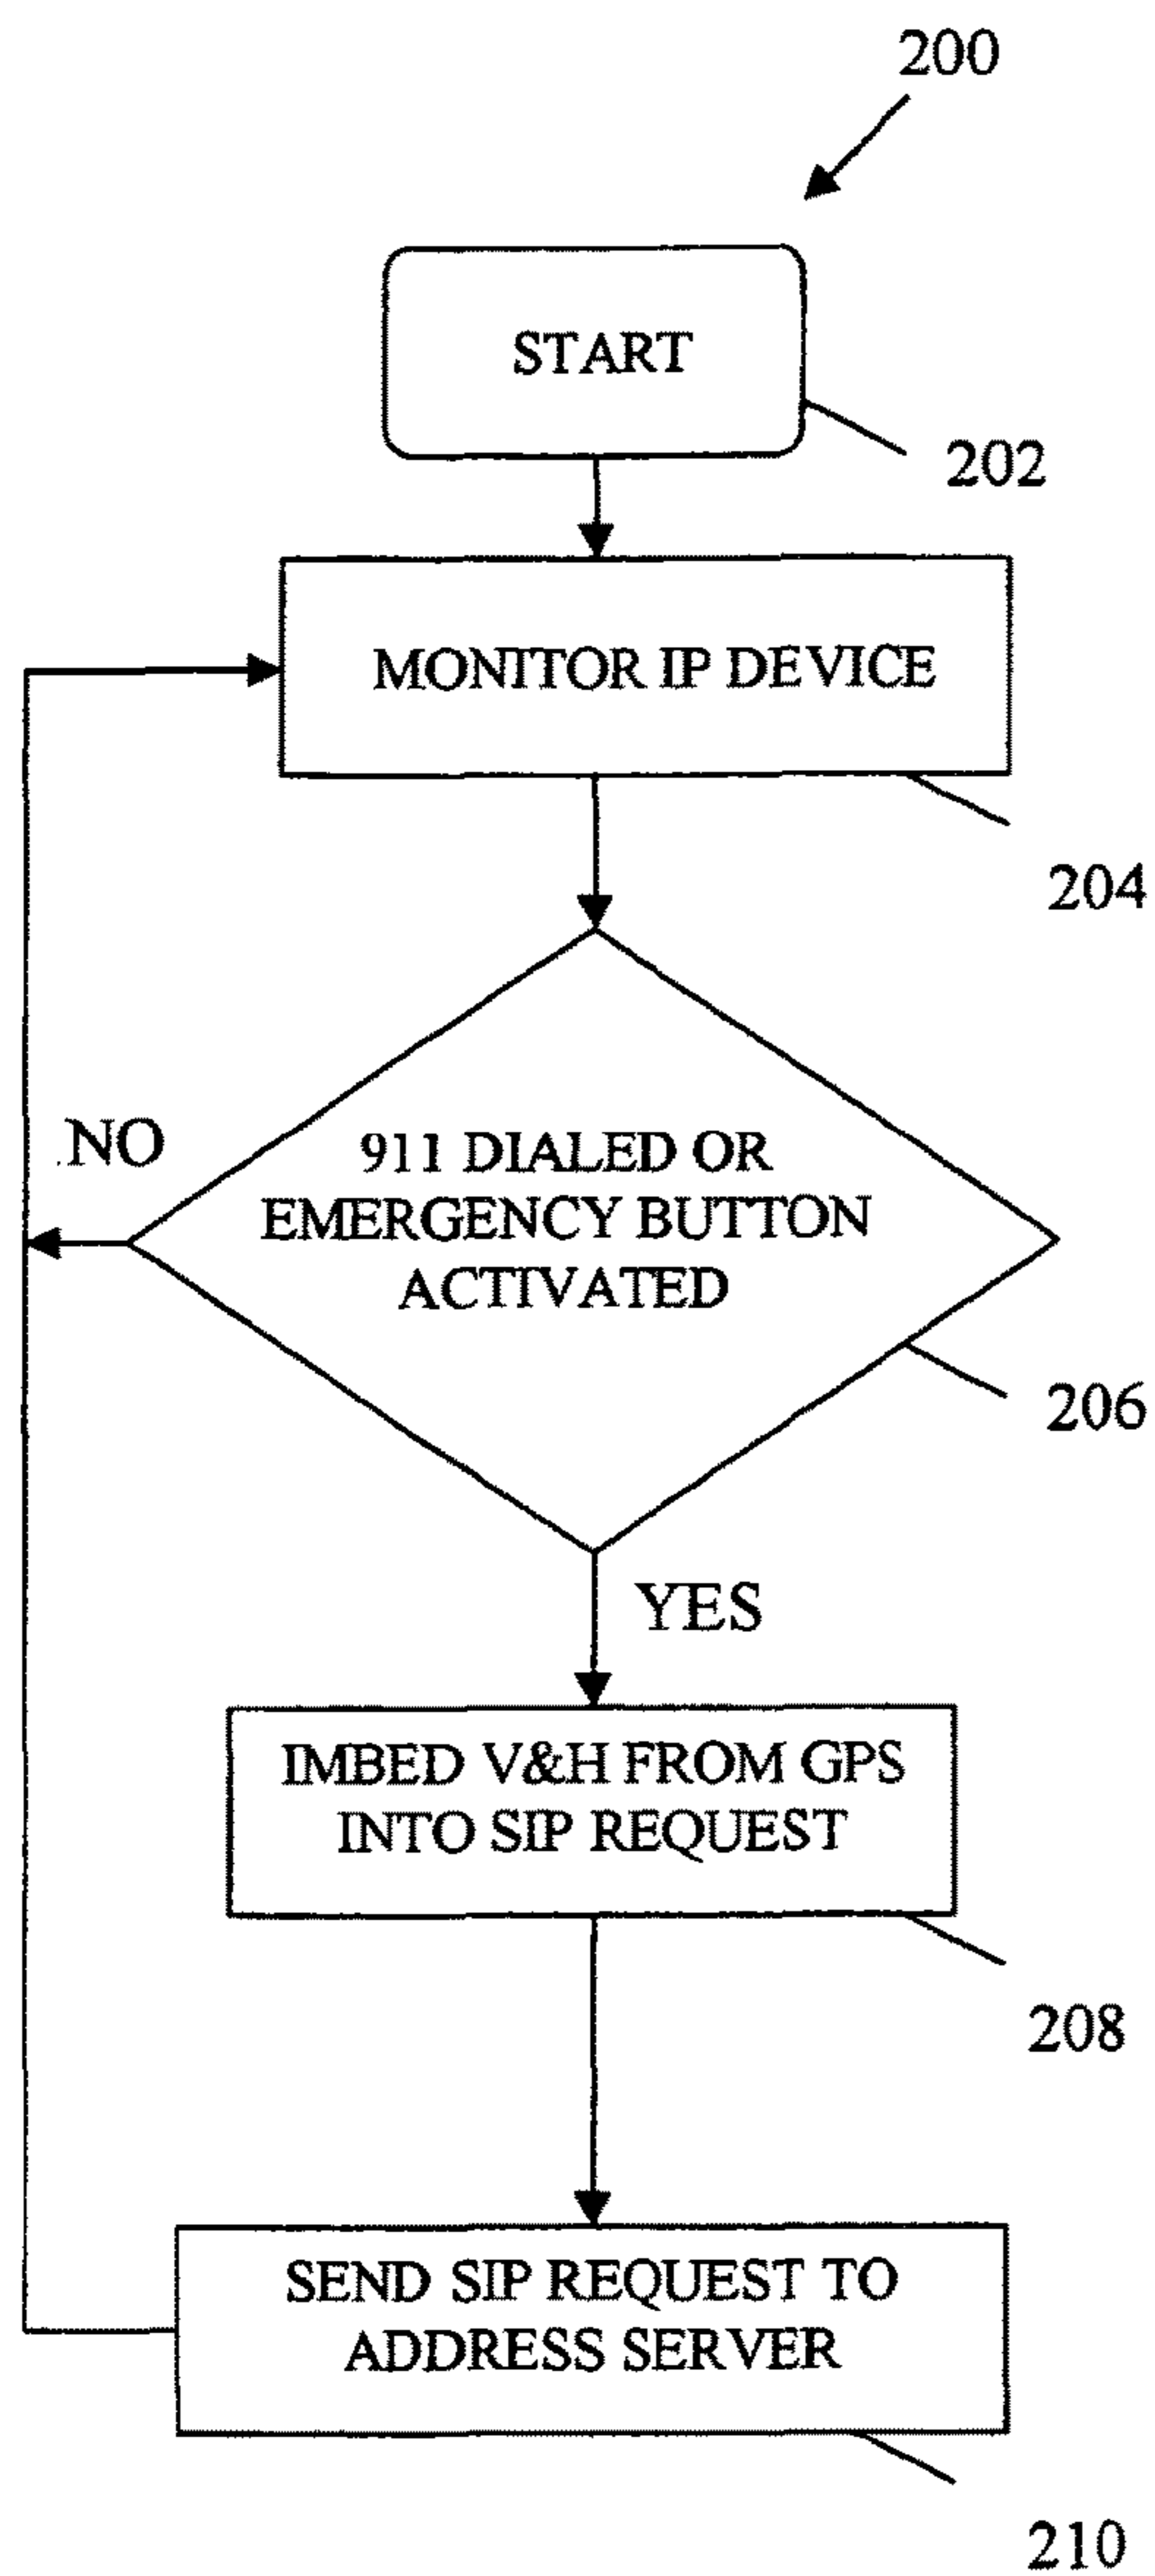 200
START
202
MONITOR IP DEVICE
204
NO
911 DIALED OR
EMERGENCY BUTTON
ACTIVATED
206
YES
IMBED V&H FROM GPS
INTO SIP REQUEST
208
SEND SIP REQUEST TO
ADDRESS SERVER
210